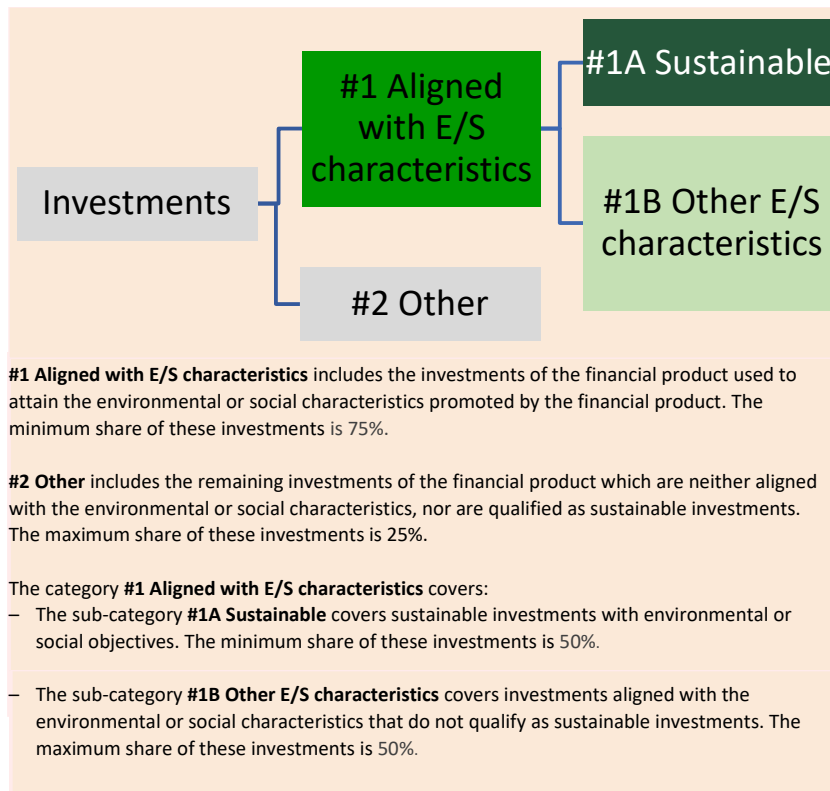 #1 Aligned
with E/S
characteristics
#1A Sustainable
Investments
#1B Other E/S
characteristics
#2 Other
#1 Aligned with E/S characteristics includes the investments of the financial product used to
attain the environmental or social characteristics promoted by the financial product. The
minimum share of these investments is 75%.
#2 Other includes the remaining investments of the financial product which are neither aligned
with the environmental or social characteristics, nor are qualified as sustainable investments.
The maximum share of these investments is 25%.
The category #1 Aligned with E/S characteristics covers:
– The sub-category #1A Sustainable covers sustainable investments with environmental or
social objectives. The minimum share of these investments is 50%.
– The sub-category #1B Other E/S characteristics covers investments aligned with the
environmental or social characteristics that do not qualify as sustainable investments. The
maximum share of these investments is 50%.